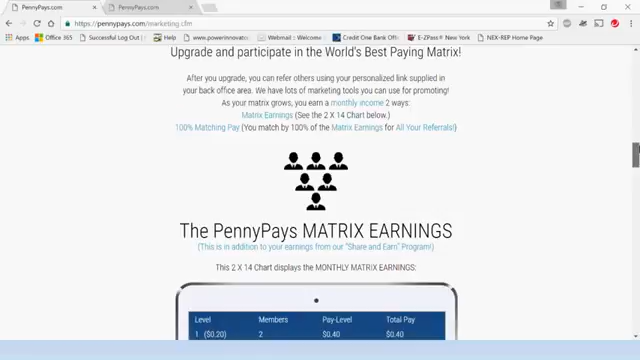 PennyPays.com
PennyPays.com
https://pennypays.com/marketing.cfm
Apps
Office 365
Successful Log Out |
Help
www.powerinnovato
Credit One Bank Offi
E-ZPass® New York
NEX-REP Home Page
Upgrade and participate in the World's Best Paying Matrix!
After you upgrade, you can refer others using your personalized link supplied in
your back office area. We have lots of marketing tools you can use for promoting!
As your matrix grows, you earn a monthly income 2 ways:
Matrix Earnings (See the 2 X 14 Chart below.)
100% Matching Pay (You match by 100% of the Matrix Earnings for All Your Referrals!)
The PennyPays MATRIX EARNINGS
(This is in addition to your earnings from our "Share and Earn" Program!)
This 2 X 14 Chart displays the MONTHLY MATRIX EARNINGS:
Level Members Pay-Level Total Pay
1 ($0.20) 2 $0.40 $0.40